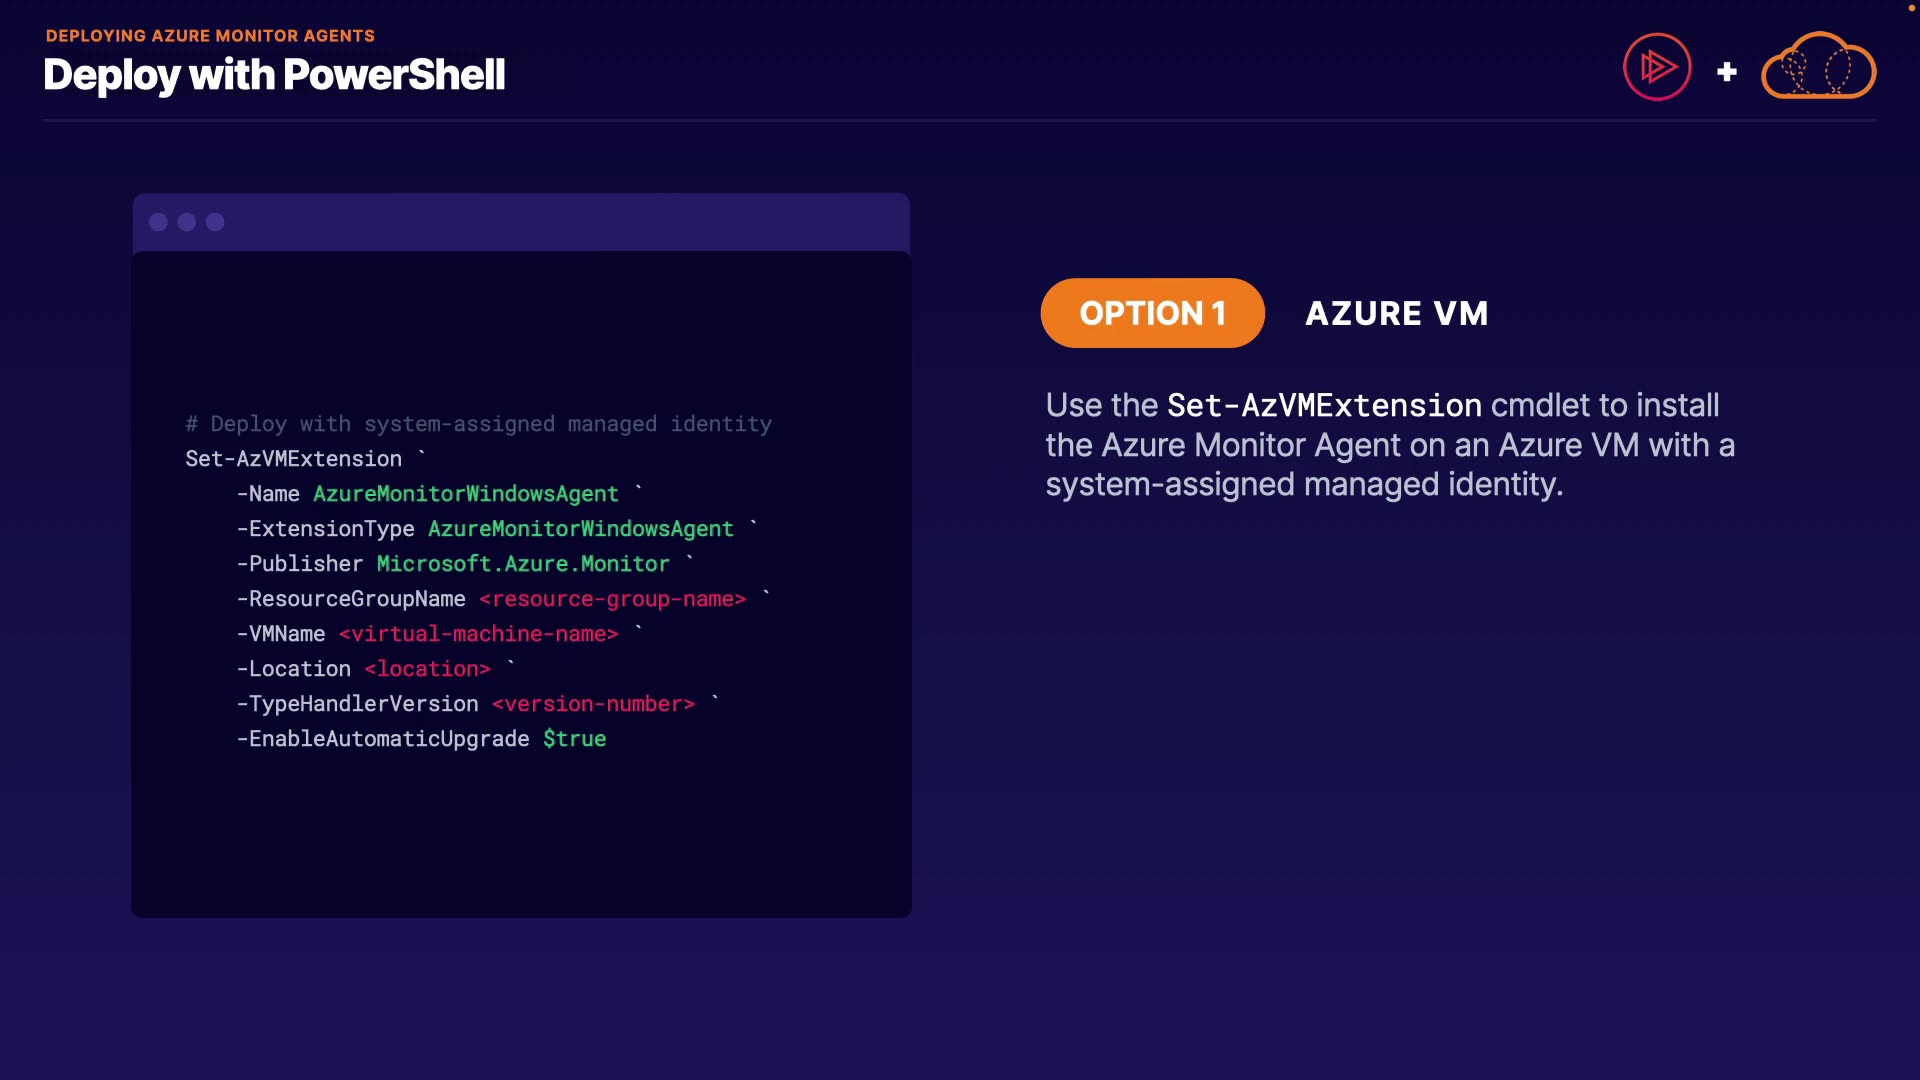 DEPLOYING AZURE MONITOR AGENTS
Deploy with PowerShell
+
# Deploy with system-assigned managed identity
Set-AzVMExtension `
    -Name AzureMonitorWindowsAgent `
    -ExtensionType AzureMonitorWindowsAgent `
    -Publisher Microsoft.Azure.Monitor `
    -ResourceGroupName <resource-group-name> `
    -VMName <virtual-machine-name> `
    -Location <location> `
    -TypeHandlerVersion <version-number> `
    -EnableAutomaticUpgrade $true
OPTION 1 AZURE VM
Use the Set-AzVMExtension cmdlet to install
the Azure Monitor Agent on an Azure VM with a
system-assigned managed identity.